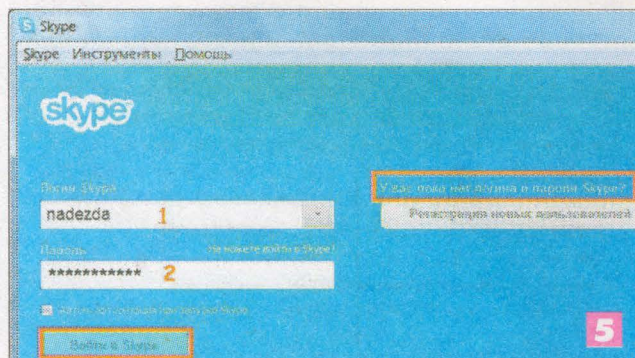 Skype
Skype Инструменты Помощь
skype
Логин Skype
nadezda 1
Пароль Не можете войти в Skype?
*********** 2
Войти в Skype
У вас пока нет логина и пароля Skype?
Регистрация новых пользователей
5